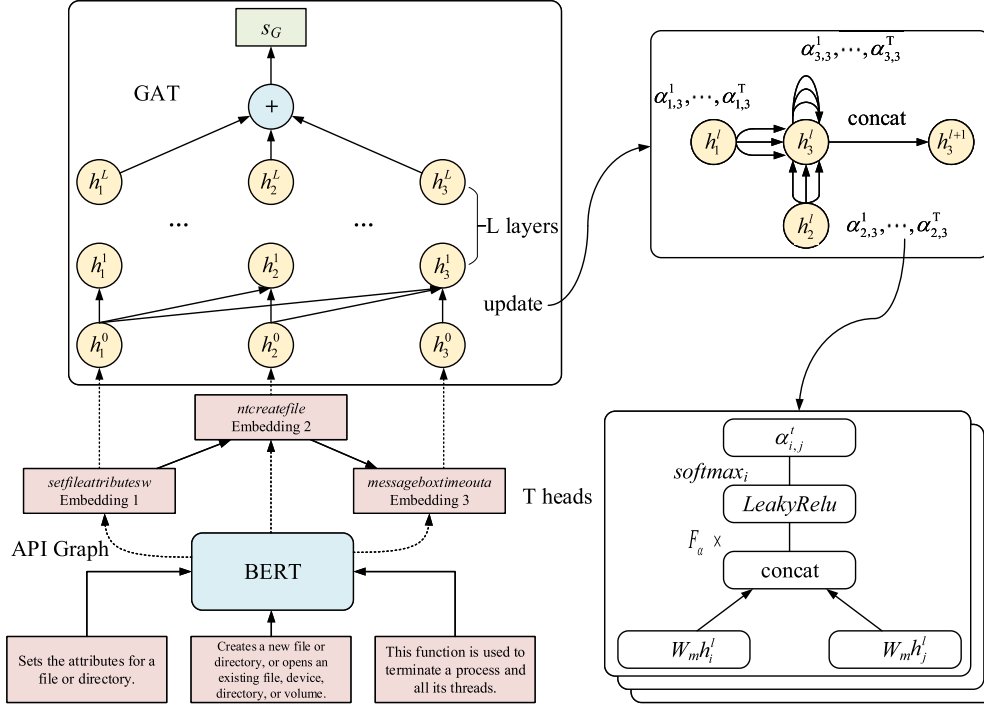 s_G
GAT
+
h_1^L
h_2^L
h_3^L
...
...
L layers
h_1^1
h_2^1
h_3^1
update
h_1^0
h_2^0
h_3^0
ntcreatefile
Embedding 2
setfileattributesw
Embedding 1
messageboxtimeouta
Embedding 3
API Graph
BERT
Sets the attributes for a
file or directory.
Creates a new file or
directory, or opens an
existing file, device,
directory, or volume.
This function is used to
terminate a process and
all its threads.
α_{3,3}^1,⋯,α_{3,3}^T
α_{1,3}^1,⋯,α_{1,3}^T
concat
h_1^l
h_3^l
h_3^{l+1}
h_2^l
α_{2,3}^1,⋯,α_{2,3}^T
T heads
α_{i,j}^t
softmax_i
LeakyRelu
F_α ×
concat
W_m h_i^l
W_m h_j^l